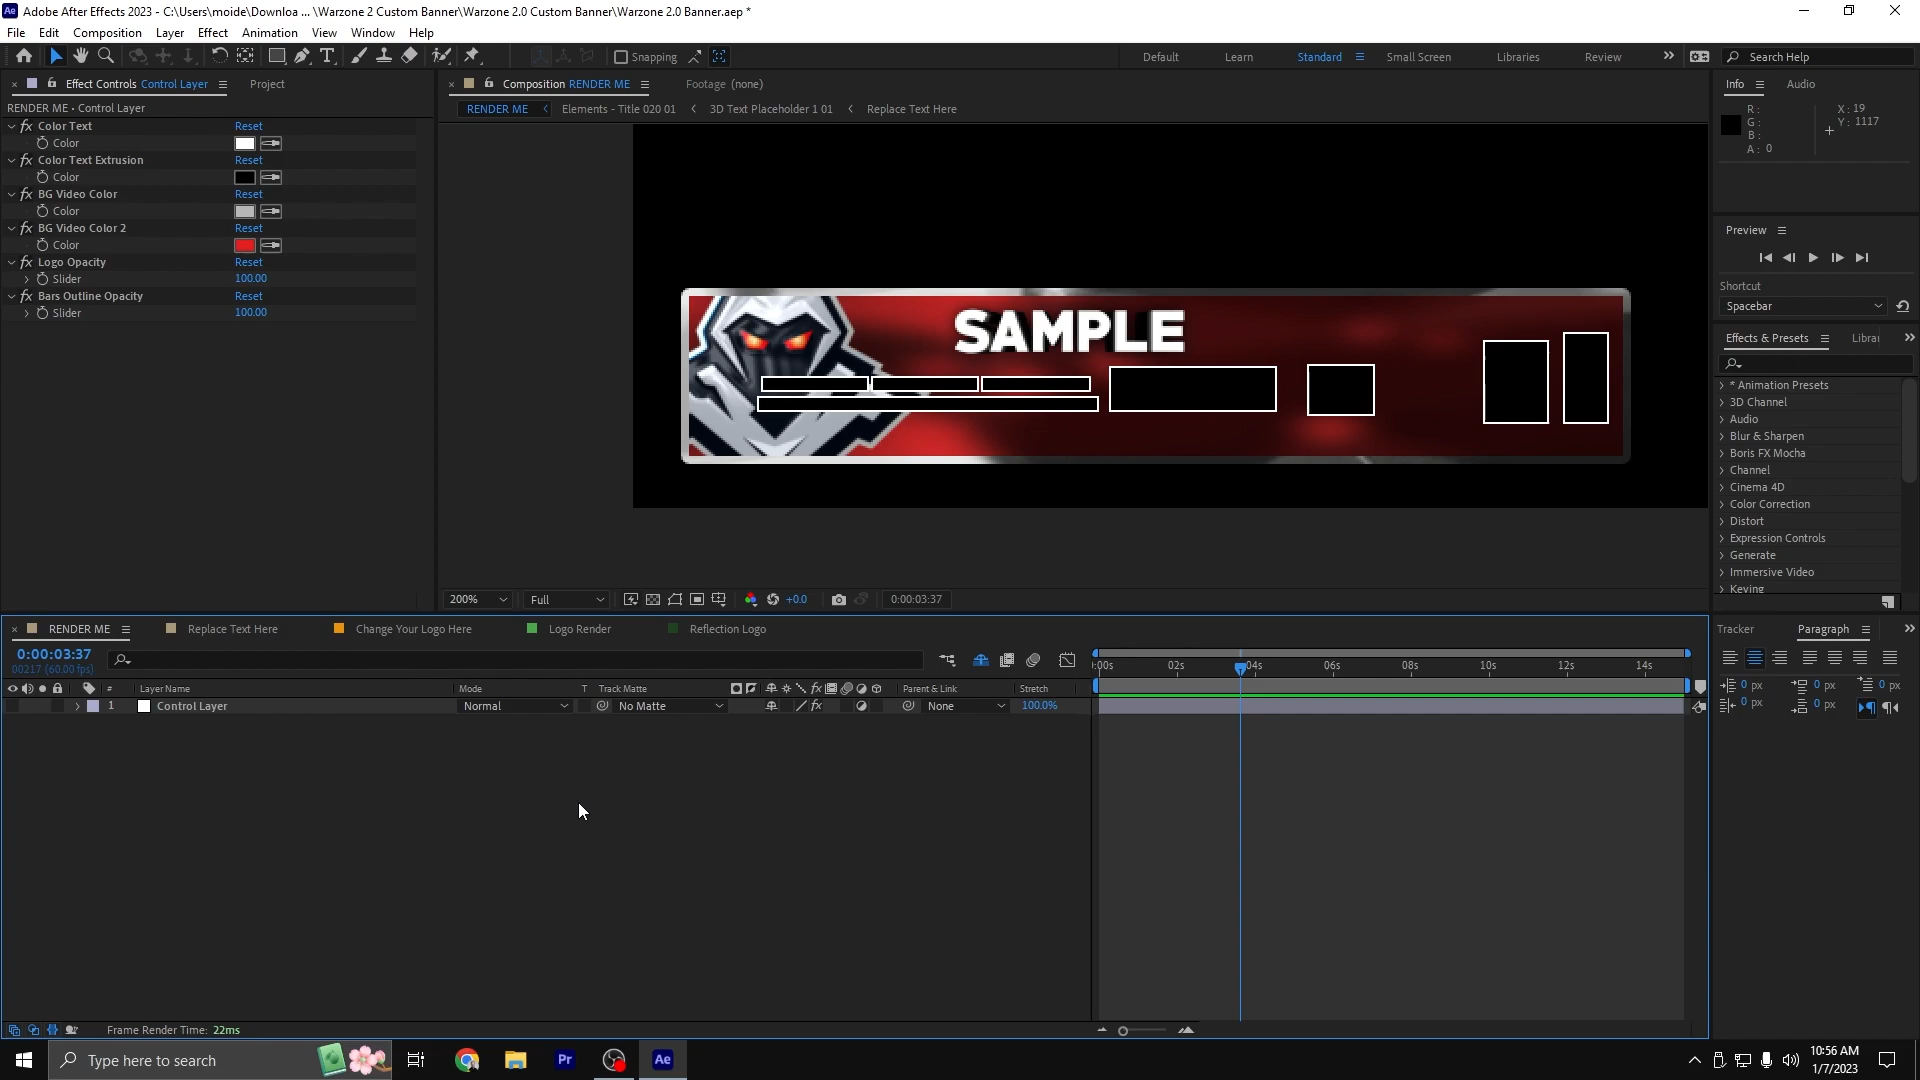 Adobe After Effects 2023 - C:\Users\moide\Downloa ... \Warzone 2 Custom Banner\Warzone 2.0 Custom Banner\Warzone 2.0 Banner.aep *
File Edit Composition Layer Effect Animation View Window Help
Snapping Default Learn Standard Small Screen Libraries Review Search Help
Effect Controls Control Layer Project
RENDER ME • Control Layer
fx Color Text Reset
Color
fx Color Text Extrusion Reset
Color
fx BG Video Color Reset
Color
fx BG Video Color 2 Reset
Color
fx Logo Opacity Reset
Slider 100.00
fx Bars Outline Opacity Reset
Slider 100.00
Composition RENDER ME Footage (none)
RENDER ME Elements - Title 020 01 3D Text Placeholder 1 01 Replace Text Here
SAMPLE
200% Full +0.0 0:00:03:37
Info Audio
R :
G :
B :
A : 0
X : 19
Y : 1117
Preview
Shortcut
Spacebar
Effects & Presets Librai
* Animation Presets
3D Channel
Audio
Blur & Sharpen
Boris FX Mocha
Channel
Cinema 4D
Color Correction
Distort
Expression Controls
Generate
Immersive Video
Keying
Tracker Paragraph
0 px 0 px 0 px
0 px 0 px
RENDER ME Replace Text Here Change Your Logo Here Logo Render Reflection Logo
0:00:03:37
00217 (60.00 fps)
:00s 02s 04s 06s 08s 10s 12s 14s
# Layer Name Mode T Track Matte fx Parent & Link Stretch
1 Control Layer Normal No Matte fx None 100.0%
Frame Render Time: 22ms
Type here to search
Pr Ae
10:56 AM
1/7/2023